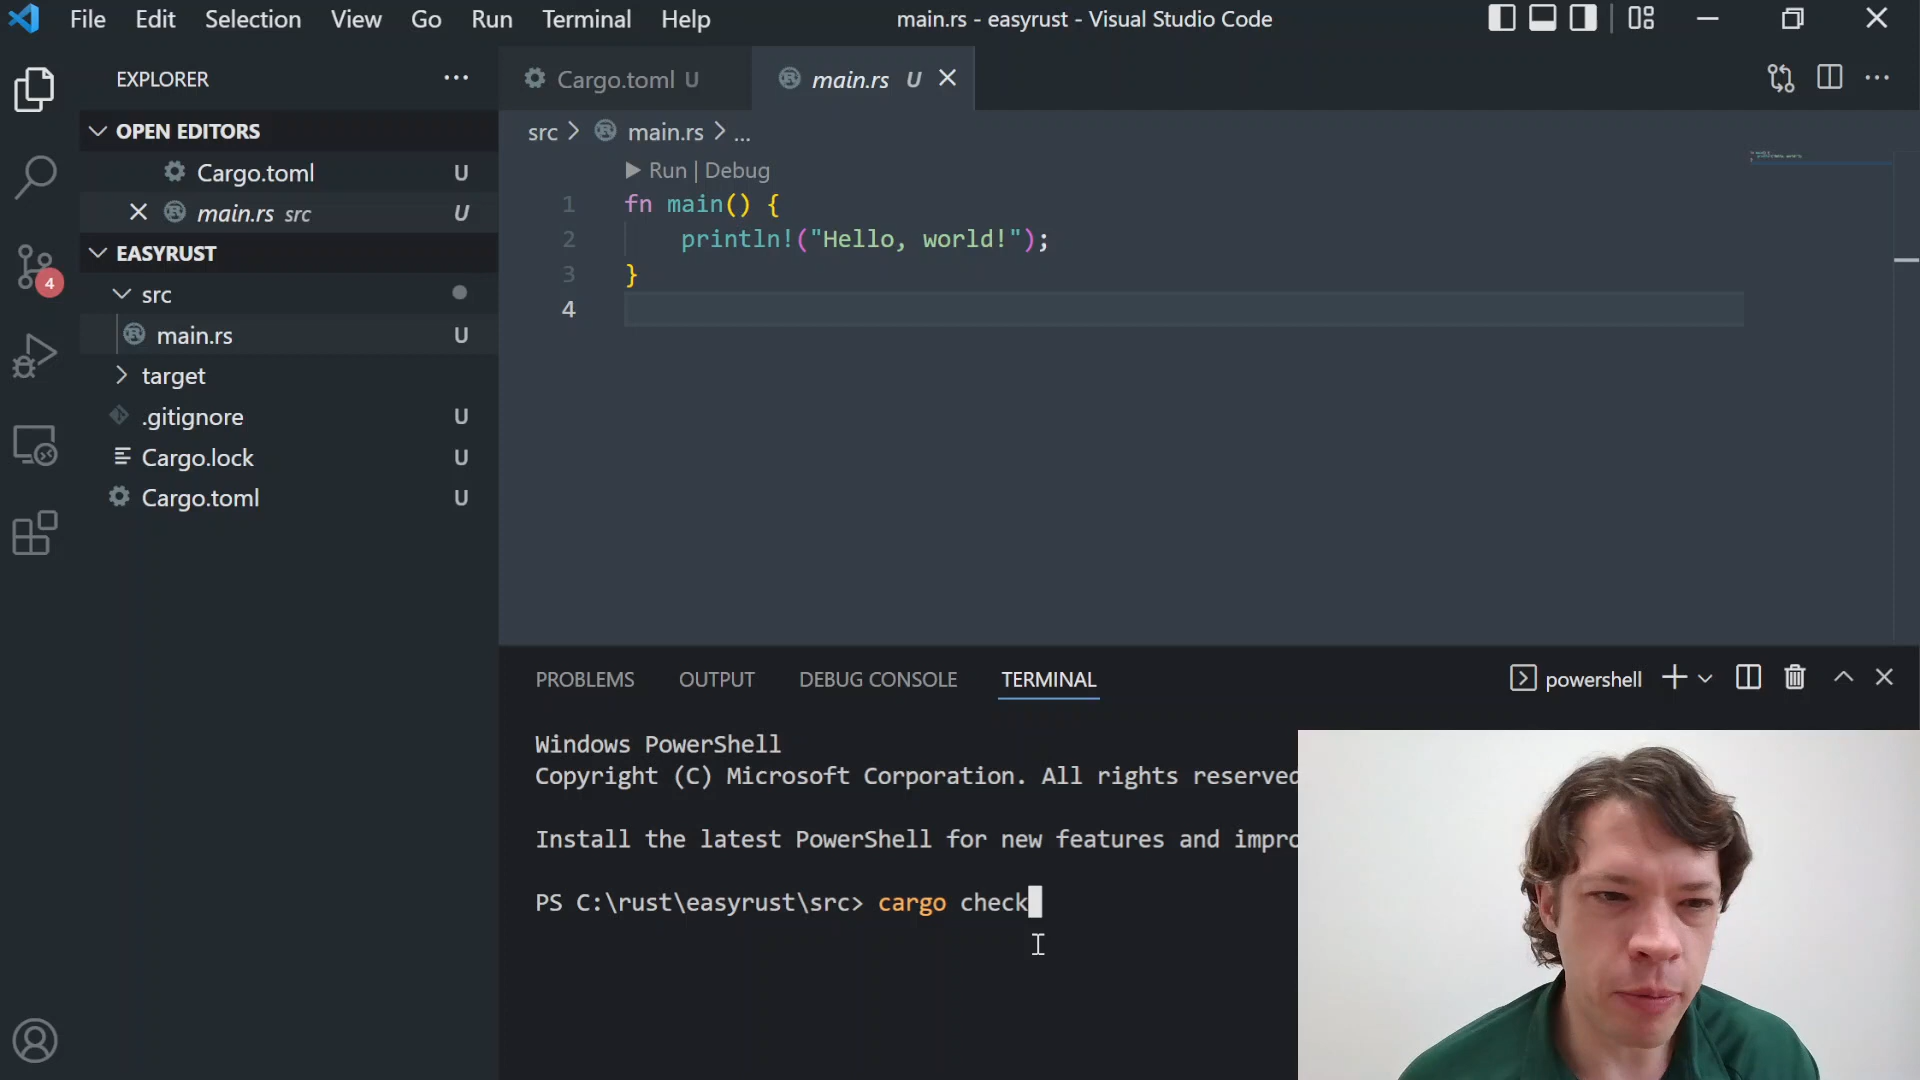 File Edit Selection View Go Run Terminal Help
main.rs - easyrust - Visual Studio Code
EXPLORER
OPEN EDITORS
Cargo.toml U
main.rs src U
EASYRUST
src
main.rs U
target
.gitignore U
Cargo.lock U
Cargo.toml U
4
Cargo.toml U
main.rs U
src > main.rs > ...
Run | Debug
1 fn main() {
2 println!("Hello, world!");
3 }
4
PROBLEMS OUTPUT DEBUG CONSOLE TERMINAL
powershell
Windows PowerShell
Copyright (C) Microsoft Corporation. All rights reserved
Install the latest PowerShell for new features and impro
PS C:\rust\easyrust\src> cargo check